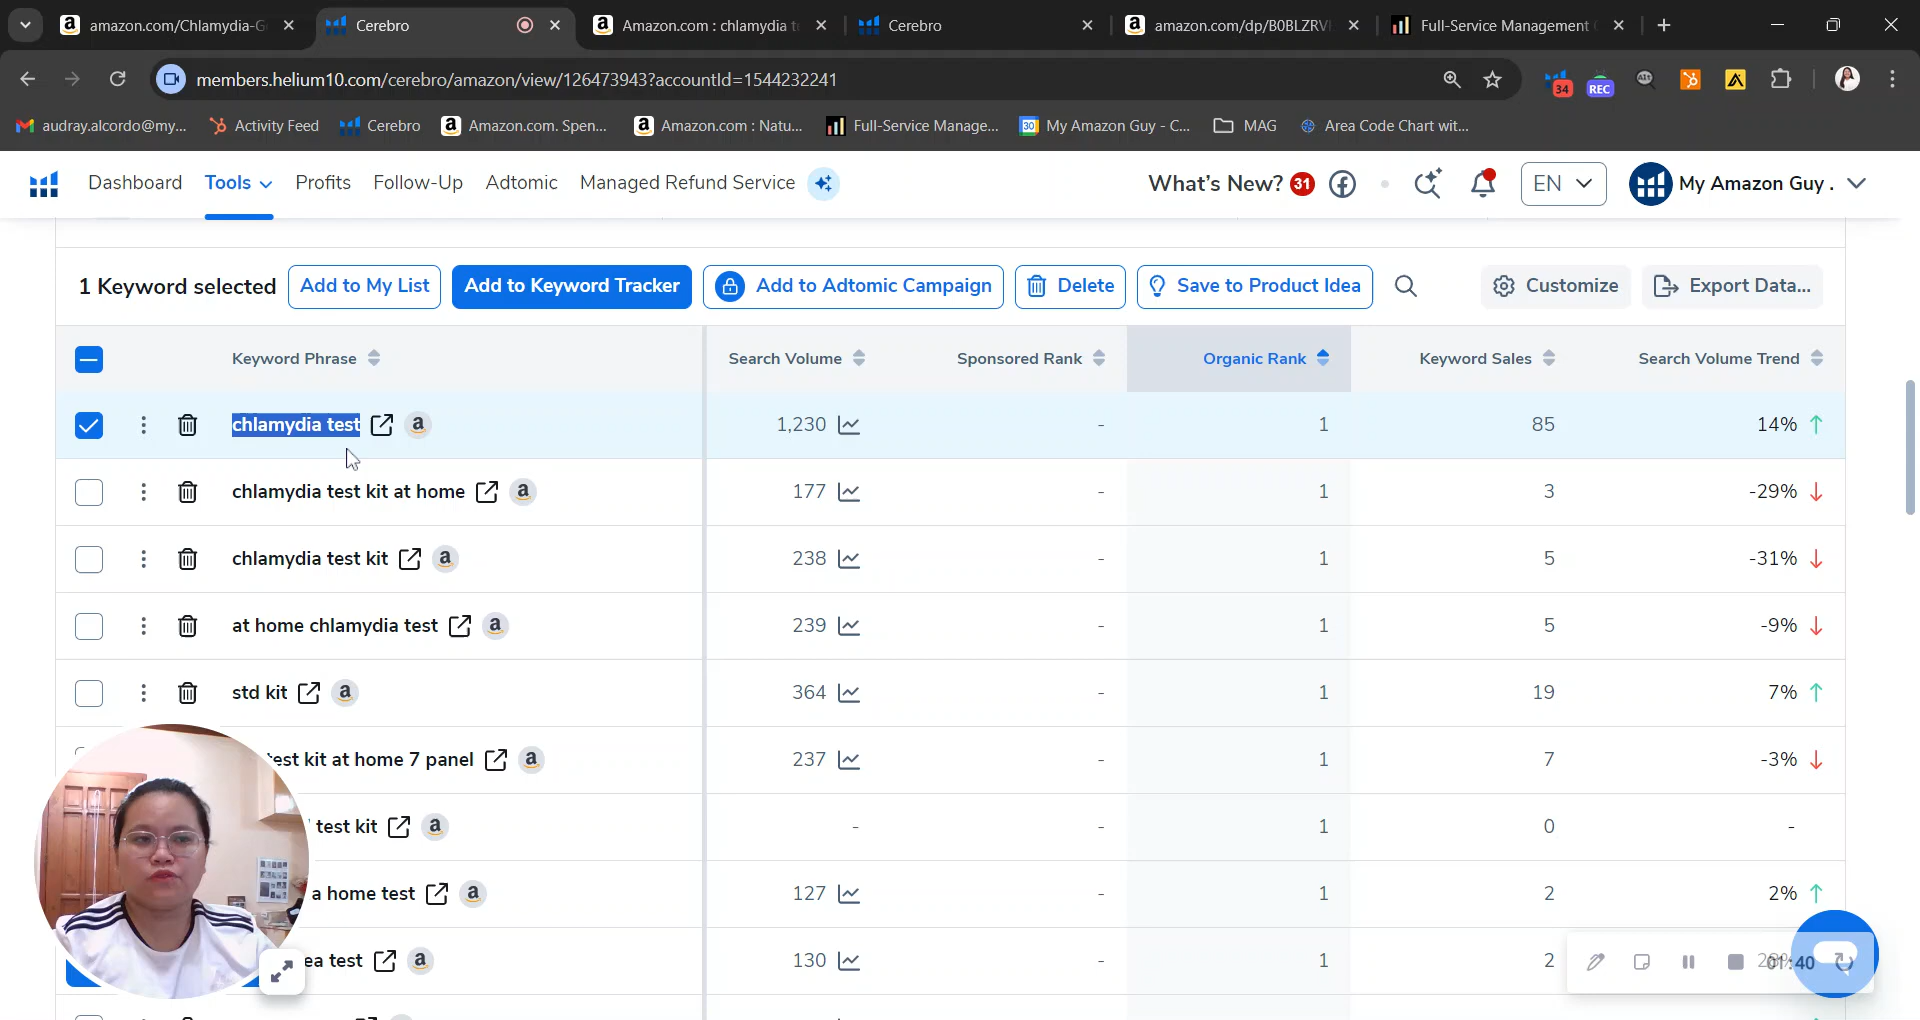 amazon.com/Chlamydia-G
Cerebro
Amazon.com : chlamydia t
Cerebro
amazon.com/dp/B0BLZRV
Full-Service Management
members.helium10.com/cerebro/amazon/view/126473943?accountId=1544232241
34
REC
audray.alcordo@my...
Activity Feed
Cerebro
Amazon.com. Spen...
Amazon.com : Natu...
Full-Service Manage...
30
My Amazon Guy - C...
MAG
Area Code Chart wit...
Dashboard
Tools
Profits
Follow-Up
Adtomic
Managed Refund Service
What's New? 31
EN
My Amazon Guy .
1 Keyword selected
Add to My List
Add to Keyword Tracker
Add to Adtomic Campaign
Delete
Save to Product Idea
Customize
Export Data...
Keyword Phrase
Search Volume
Sponsored Rank
Organic Rank
Keyword Sales
Search Volume Trend
chlamydia test a 1,230 - 1 85 14%
chlamydia test kit at home a 177 - 1 3 -29%
chlamydia test kit a 238 - 1 5 -31%
at home chlamydia test a 239 - 1 5 -9%
std kit a 364 - 1 19 7%
test kit at home 7 panel a 237 - 1 7 -3%
test kit a - - 1 0 -
a home test a 127 - 1 2 2%
ea test a 130 - 1 2
01:40